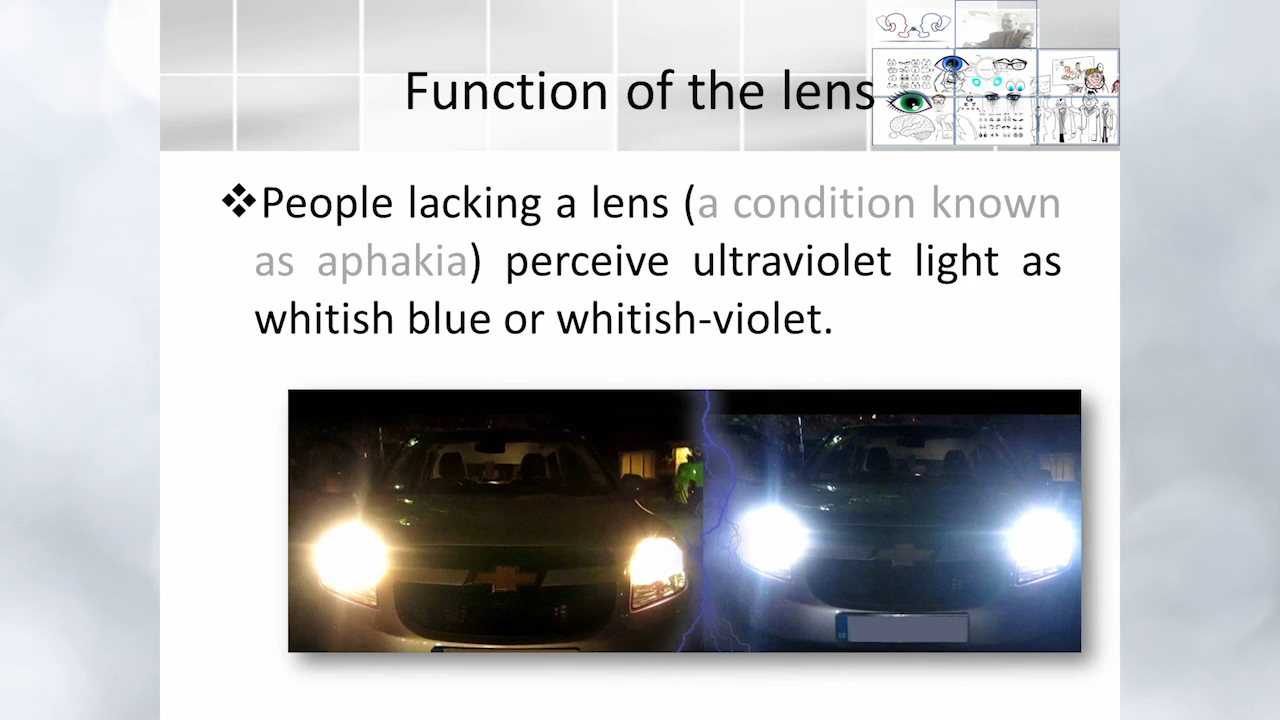 Function of the lens
❖People lacking a lens (a condition known
as aphakia) perceive ultraviolet light as
whitish blue or whitish-violet.